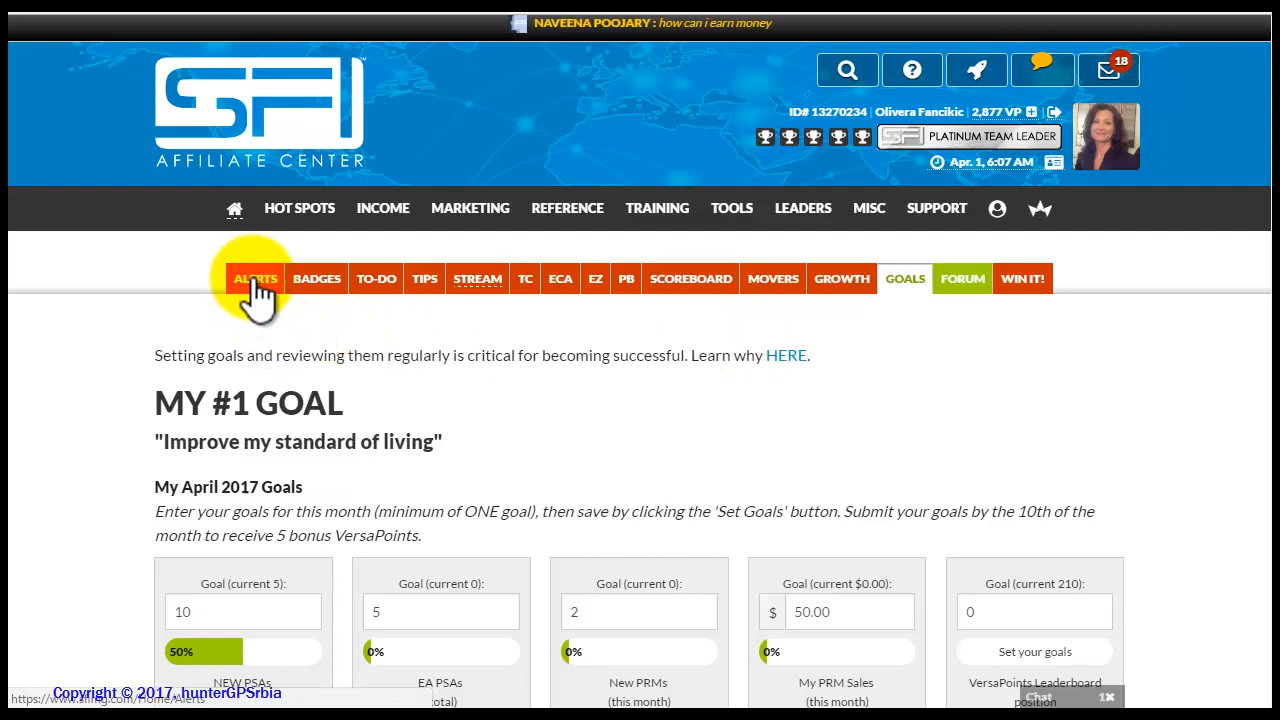 NAVEENA POOJARY : how can i earn money
SFI™
AFFILIATE CENTER
18
ID# 13270234 | Olivera Fancikic | 2,877 VP
SFI PLATINUM TEAM LEADER
Apr. 1, 6:07 AM
HOT SPOTS INCOME MARKETING REFERENCE TRAINING TOOLS LEADERS MISC SUPPORT
ALERTS BADGES TO-DO TIPS STREAM TC ECA EZ PB SCOREBOARD MOVERS GROWTH GOALS FORUM WIN IT!
Setting goals and reviewing them regularly is critical for becoming successful. Learn why HERE.
MY #1 GOAL
"Improve my standard of living"
My April 2017 Goals
Enter your goals for this month (minimum of ONE goal), then save by clicking the 'Set Goals' button. Submit your goals by the 10th of the
month to receive 5 bonus VersaPoints.
Goal (current 5): Goal (current 0): Goal (current 0): Goal (current $0.00): Goal (current 210):
10 5 2 $ 50.00 0
50% 0% 0% 0% Set your goals
NEW PSAs EA PSAs New PRMs My PRM Sales VersaPoints Leaderboard
(this month) (this month) position
Copyright © 2017. hunterGPSrbia
Chat 1